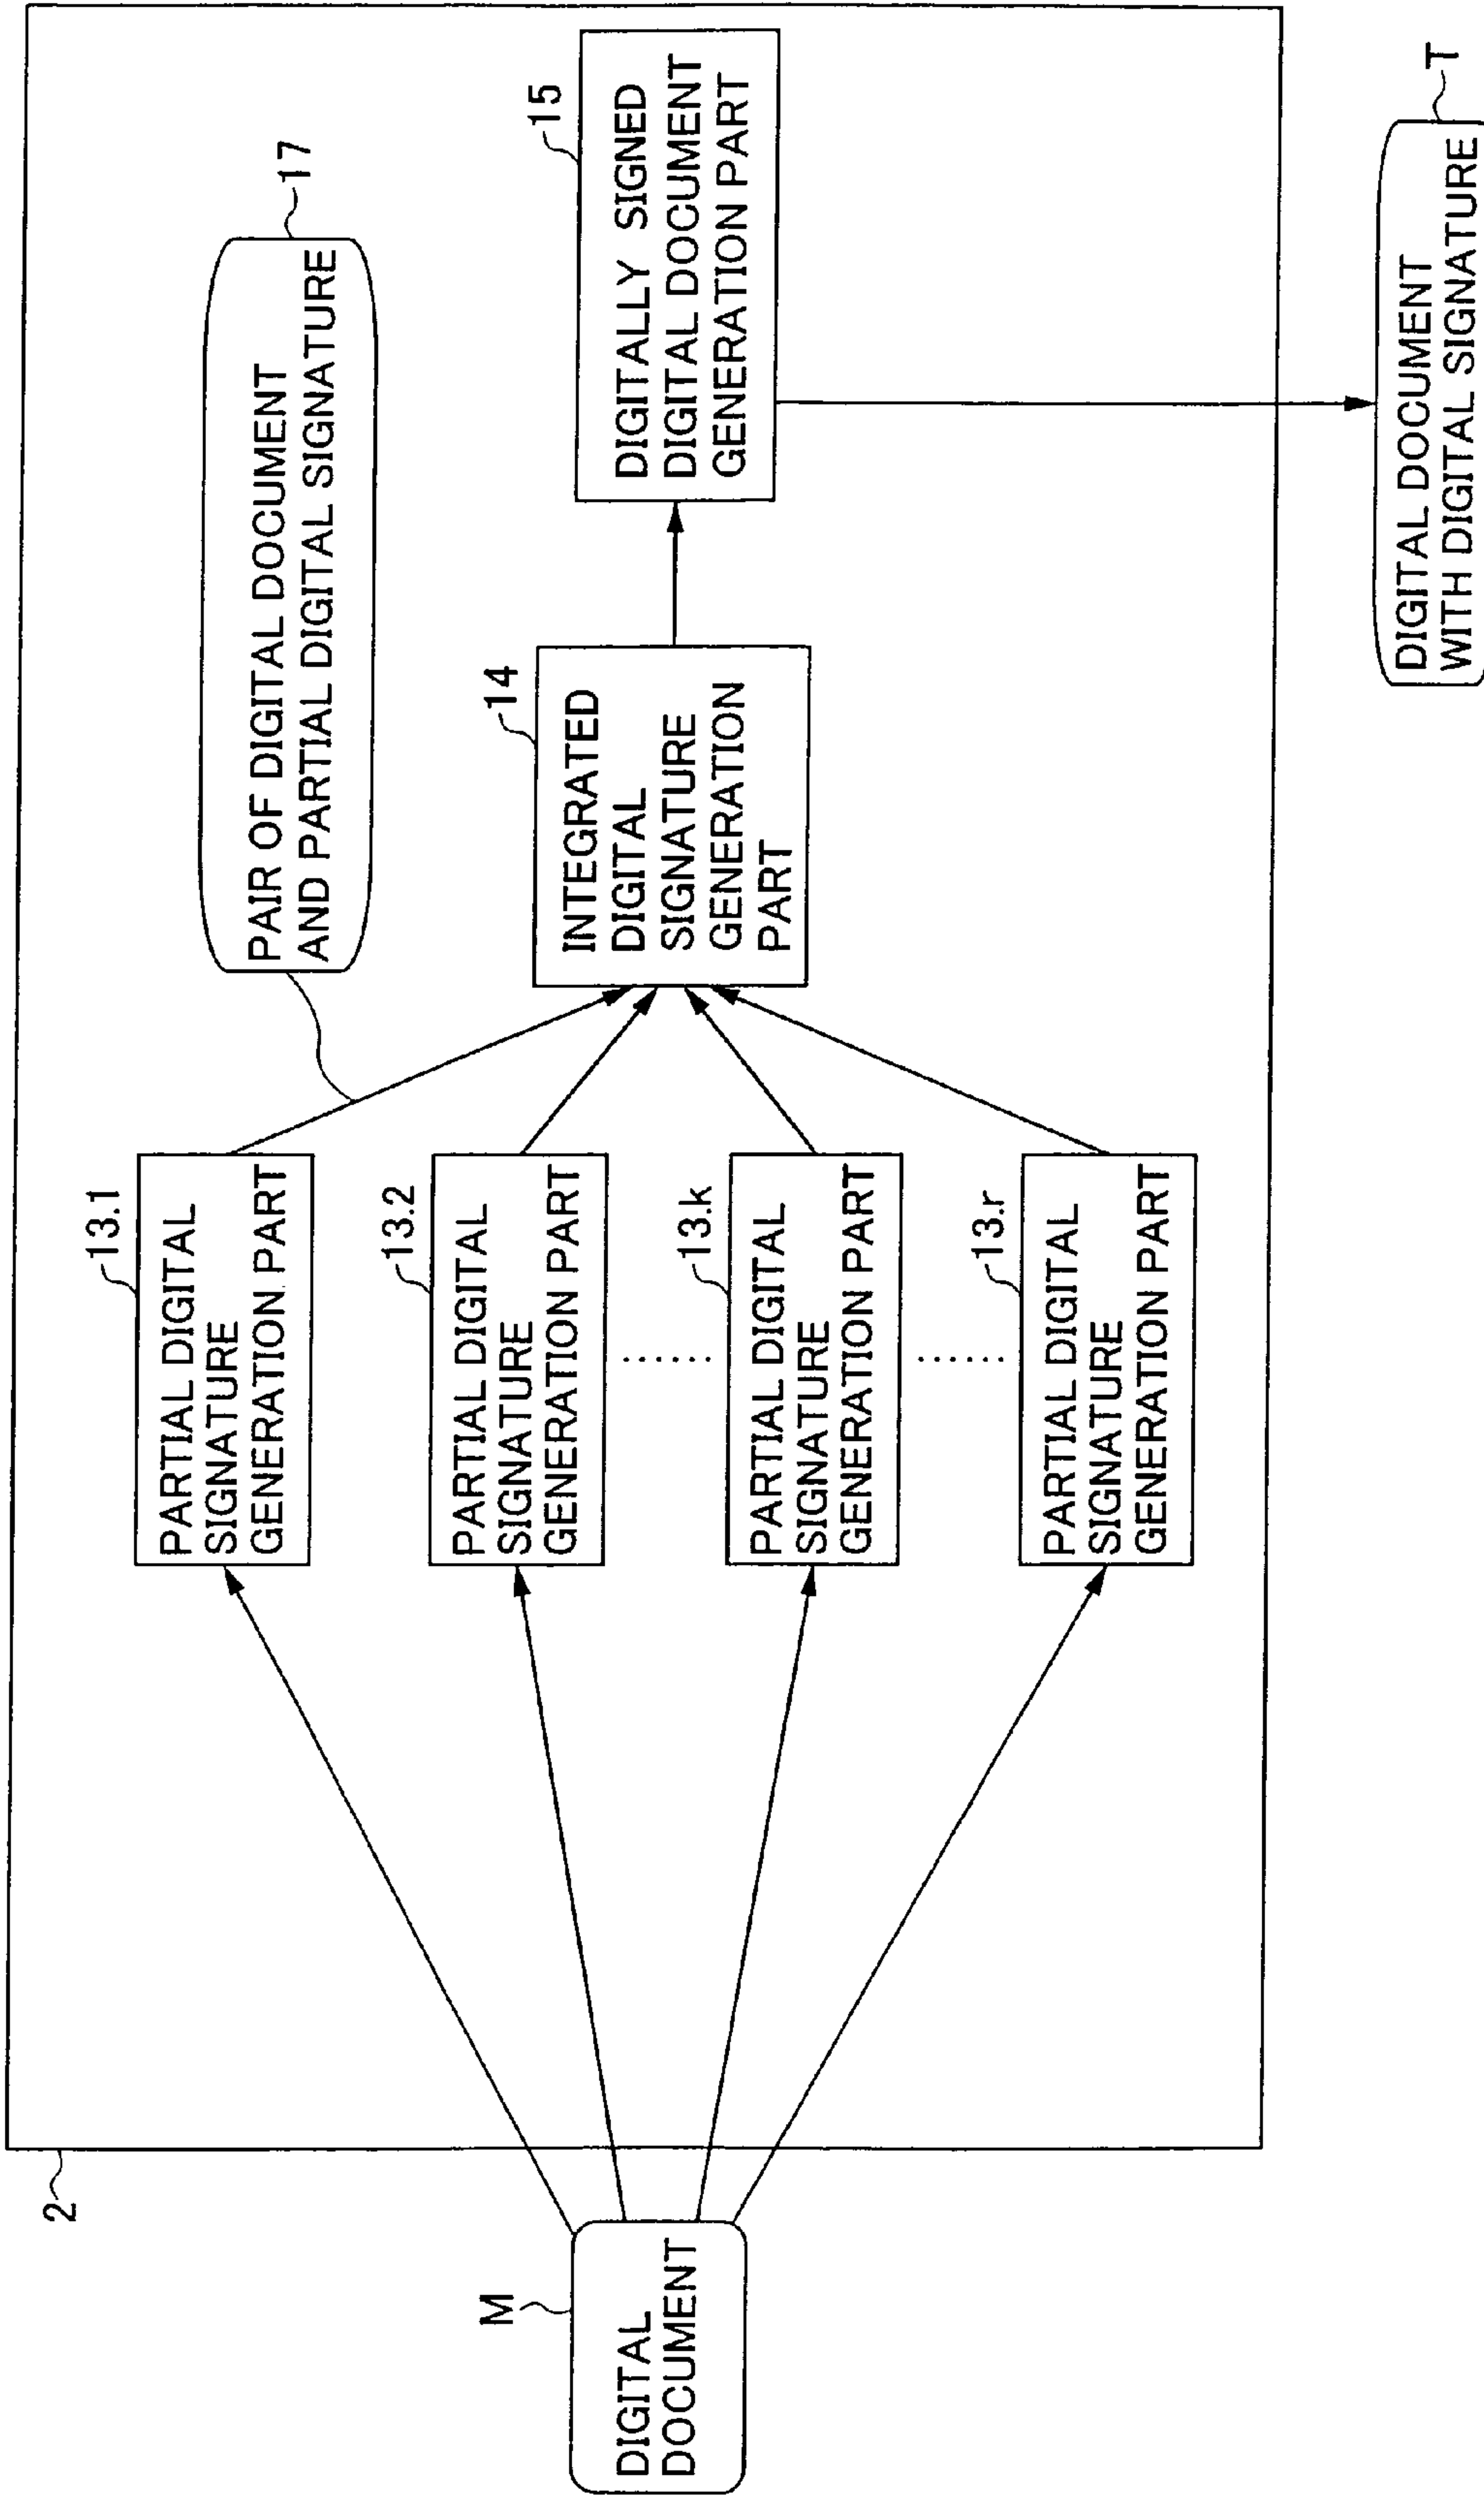 2
M
DIGITAL
DOCUMENT
13.1
PARTIAL DIGITAL
SIGNATURE
GENERATION PART
13.2
PARTIAL DIGITAL
SIGNATURE
GENERATION PART
13.k
PARTIAL DIGITAL
SIGNATURE
GENERATION PART
13.r
PARTIAL DIGITAL
SIGNATURE
GENERATION PART
17
PAIR OF DIGITAL DOCUMENT
AND PARTIAL DIGITAL SIGNATURE
14
INTEGRATED
DIGITAL
SIGNATURE
GENERATION
PART
15
DIGITALLY SIGNED
DIGITAL DOCUMENT
GENERATION PART
T
DIGITAL DOCUMENT
WITH DIGITAL SIGNATURE